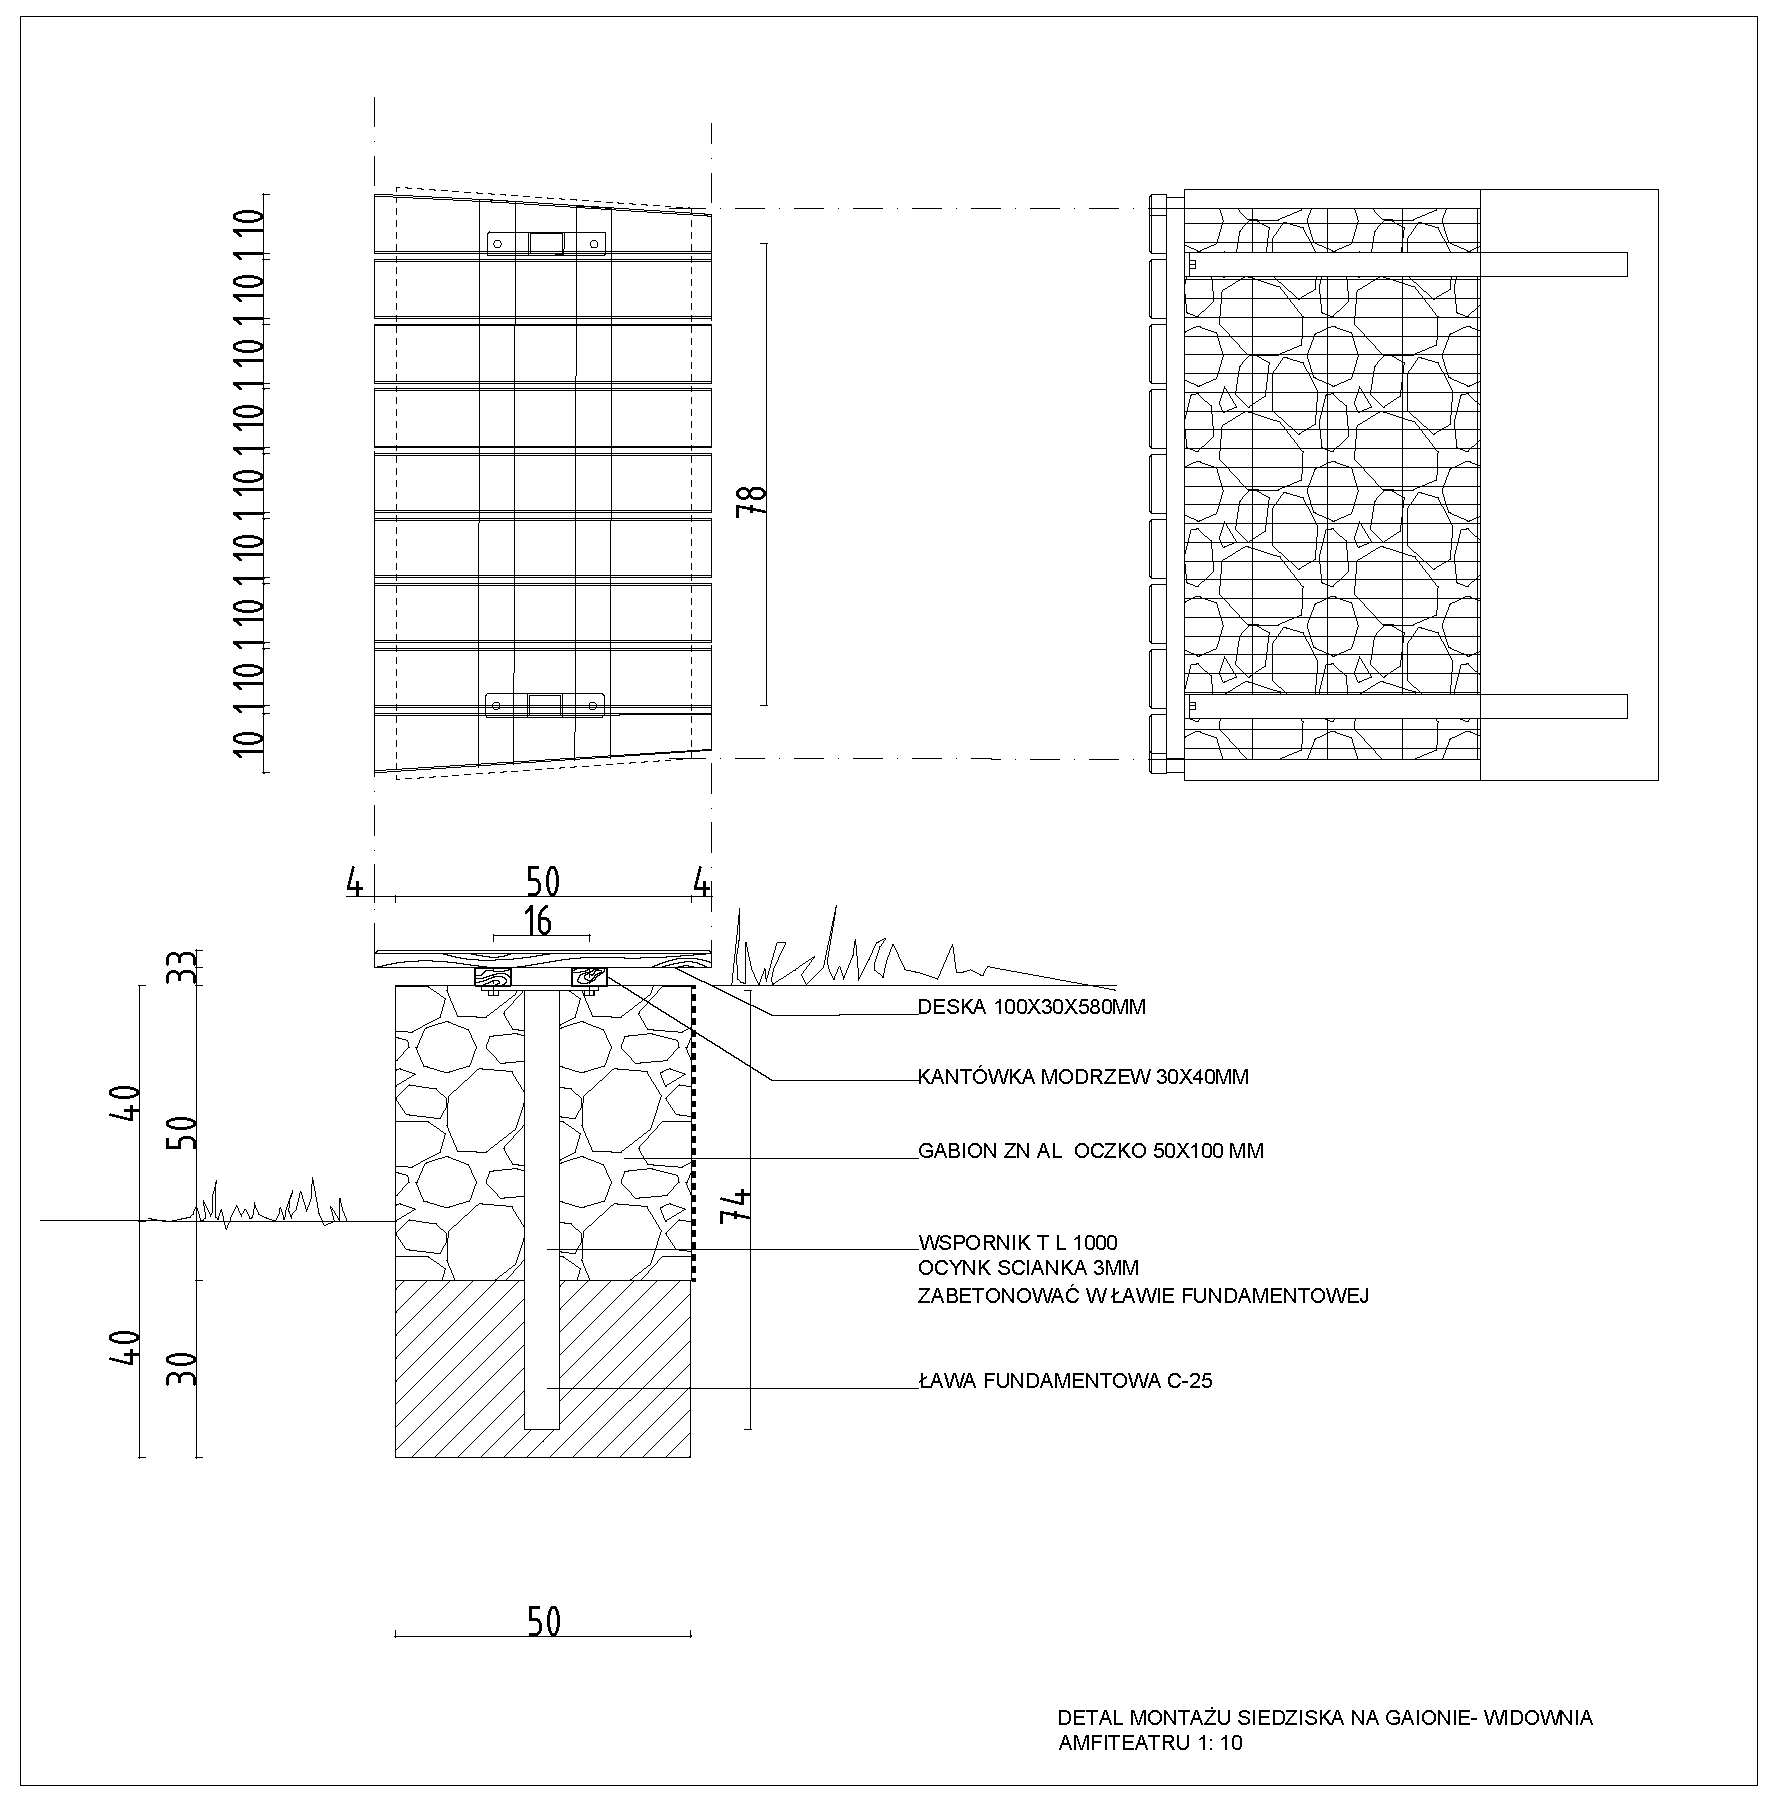 10 1 10 1 10 1 10 1 10 1 10 1 10 1 10 1 10
78
4 50 4
16
3 3
DESKA 100X30X580MM
KANTÓWKA MODRZEW 30X40MM
40
50
GABION ZN AL OCZKO 50X100 MM
74
WSPORNIK T L 1000
OCYNK SCIANKA 3MM
ZABETONOWAĆ W ŁAWIE FUNDAMENTOWEJ
40
30
ŁAWA FUNDAMENTOWA C-25
50
DETAL MONTAŻU SIEDZISKA NA GAIONIE- WIDOWNIA
AMFITEATRU 1: 10